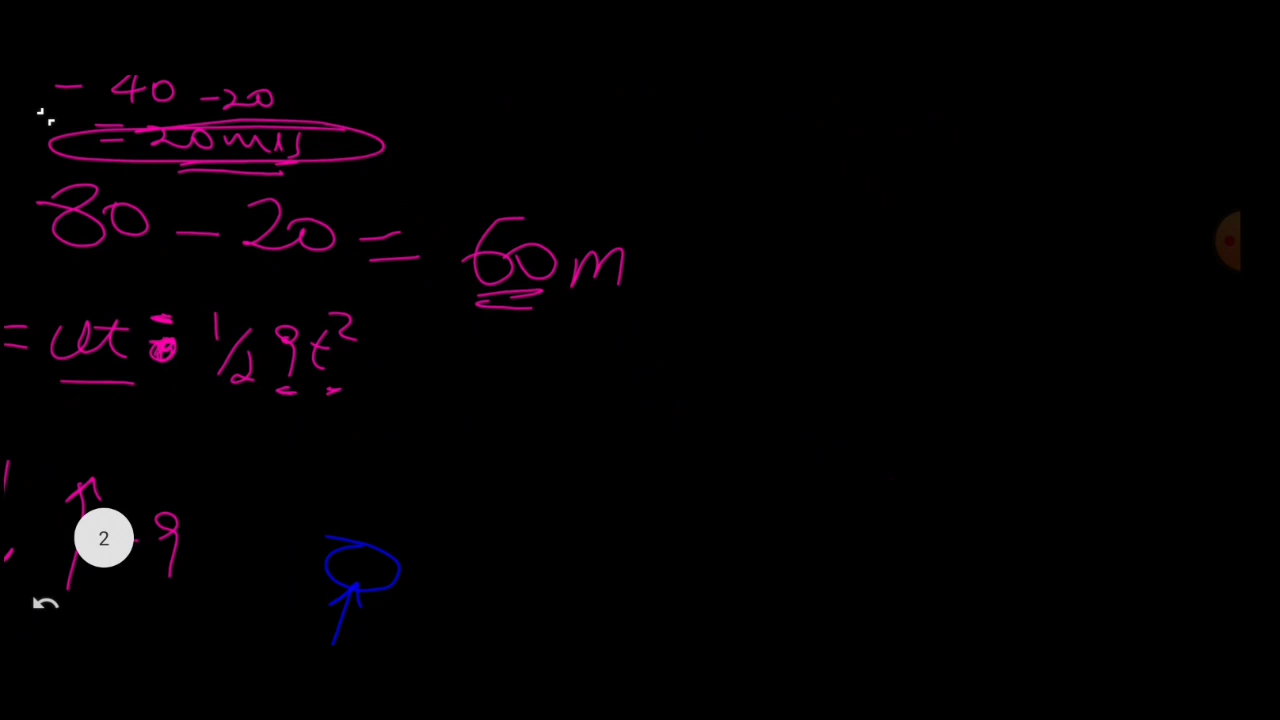 - 40 -20
= 20m/s
80 - 20 = 60m
= ut - 1/2 gt²
2 - g